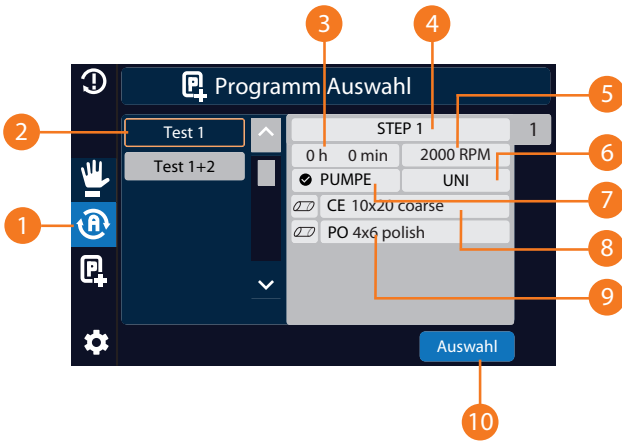 3
4
5
Programm Auswahl
2
Test 1
STEP 1
1
0 h 0 min
2000 RPM
6
Test 1+2
PUMPE
UNI
7
1
A
CE 10x20 coarse
8
PO 4x6 polish
P
9
Auswahl
10